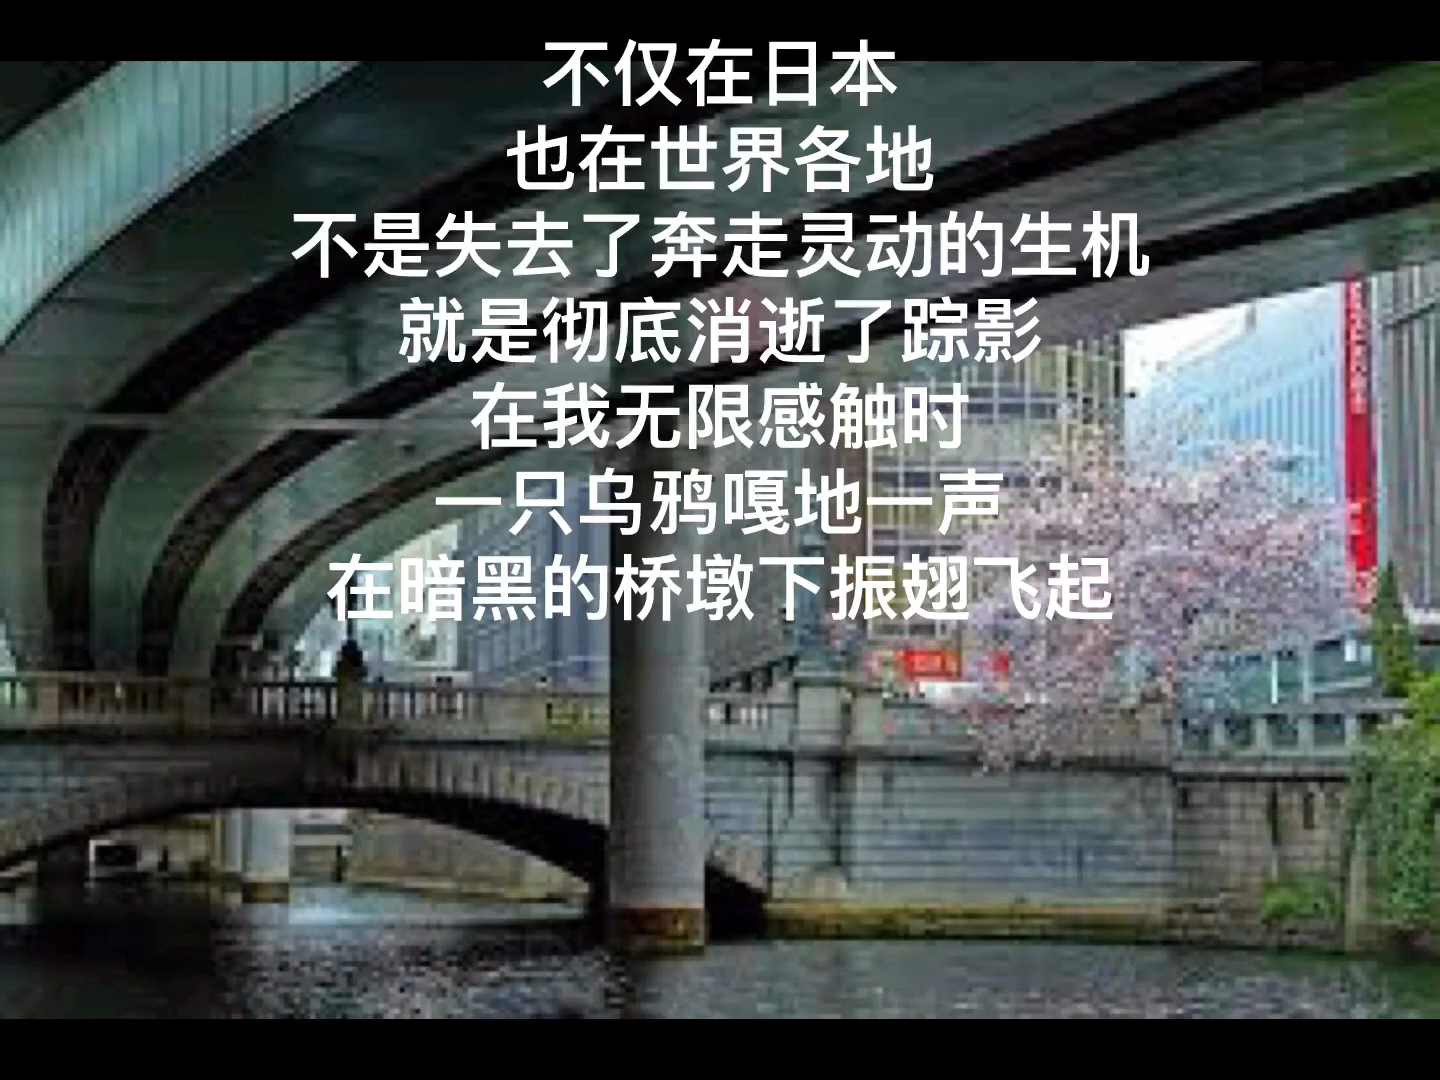 不仅在日本
也在世界各地
不是失去了奔走灵动的生机
就是彻底消逝了踪影
在我无限感触时
一只乌鸦嘎地一声
在暗黑的桥墩下振翅飞起